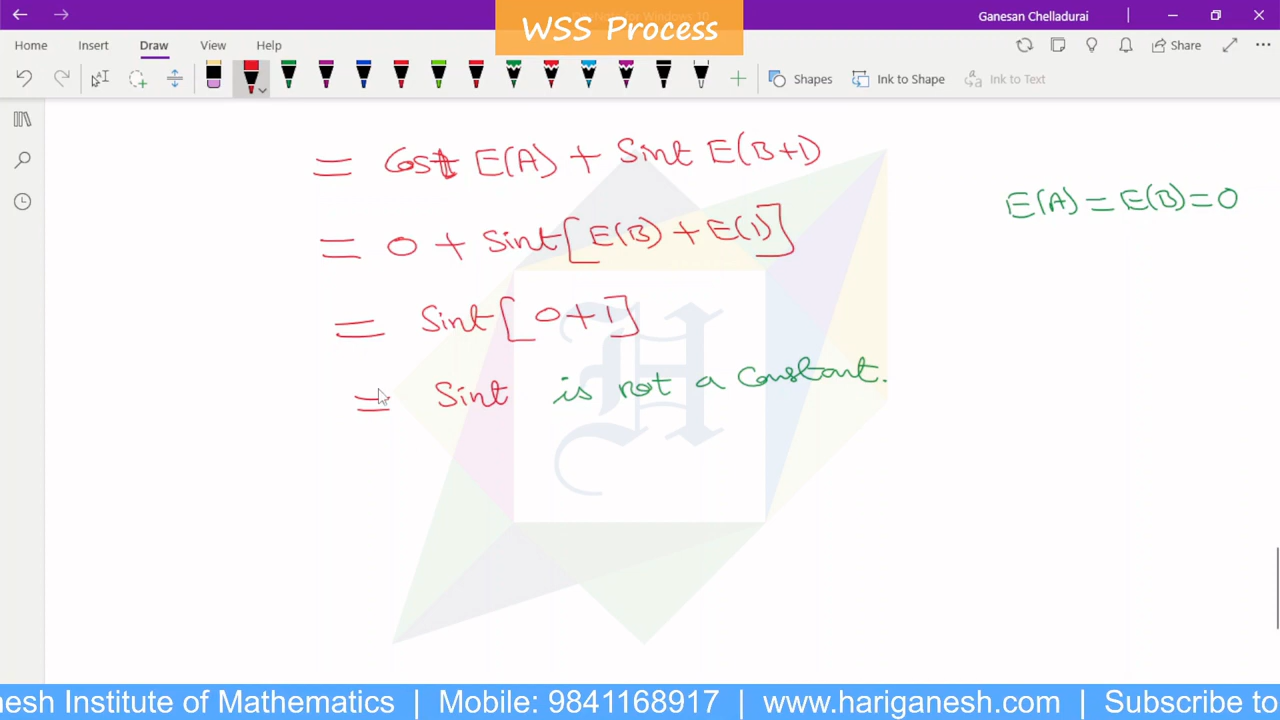 WSS Process
Ganesan Chelladurai
Home Insert Draw View Help
Share
Shapes Ink to Shape Ink to Text
= Cost E(A) + Sint E(B+1)
E(A) = E(B) = 0
= 0 + Sint[E(B) + E(1)]
= Sint[0+1]
= Sint is not a constant.
H
nesh Institute of Mathematics | Mobile: 9841168917 | www.hariganesh.com | Subscribe to